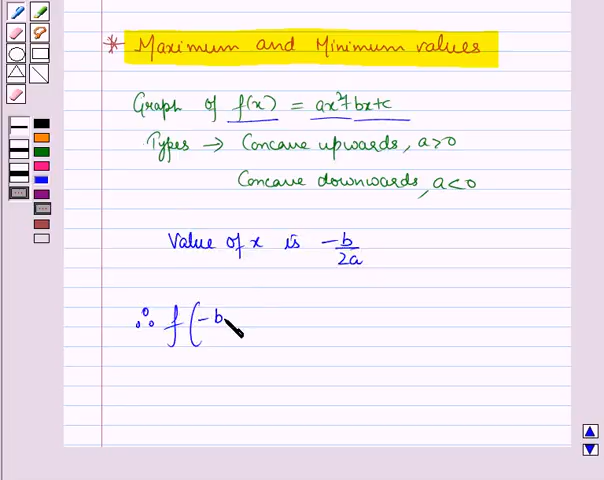 * Maximum and Minimum values
Graph of f(x) = ax²+bx+c
Types → Concave upwards, a>0
Concave downwards, a<0
Value of x is -b/2a
∴ f(-b